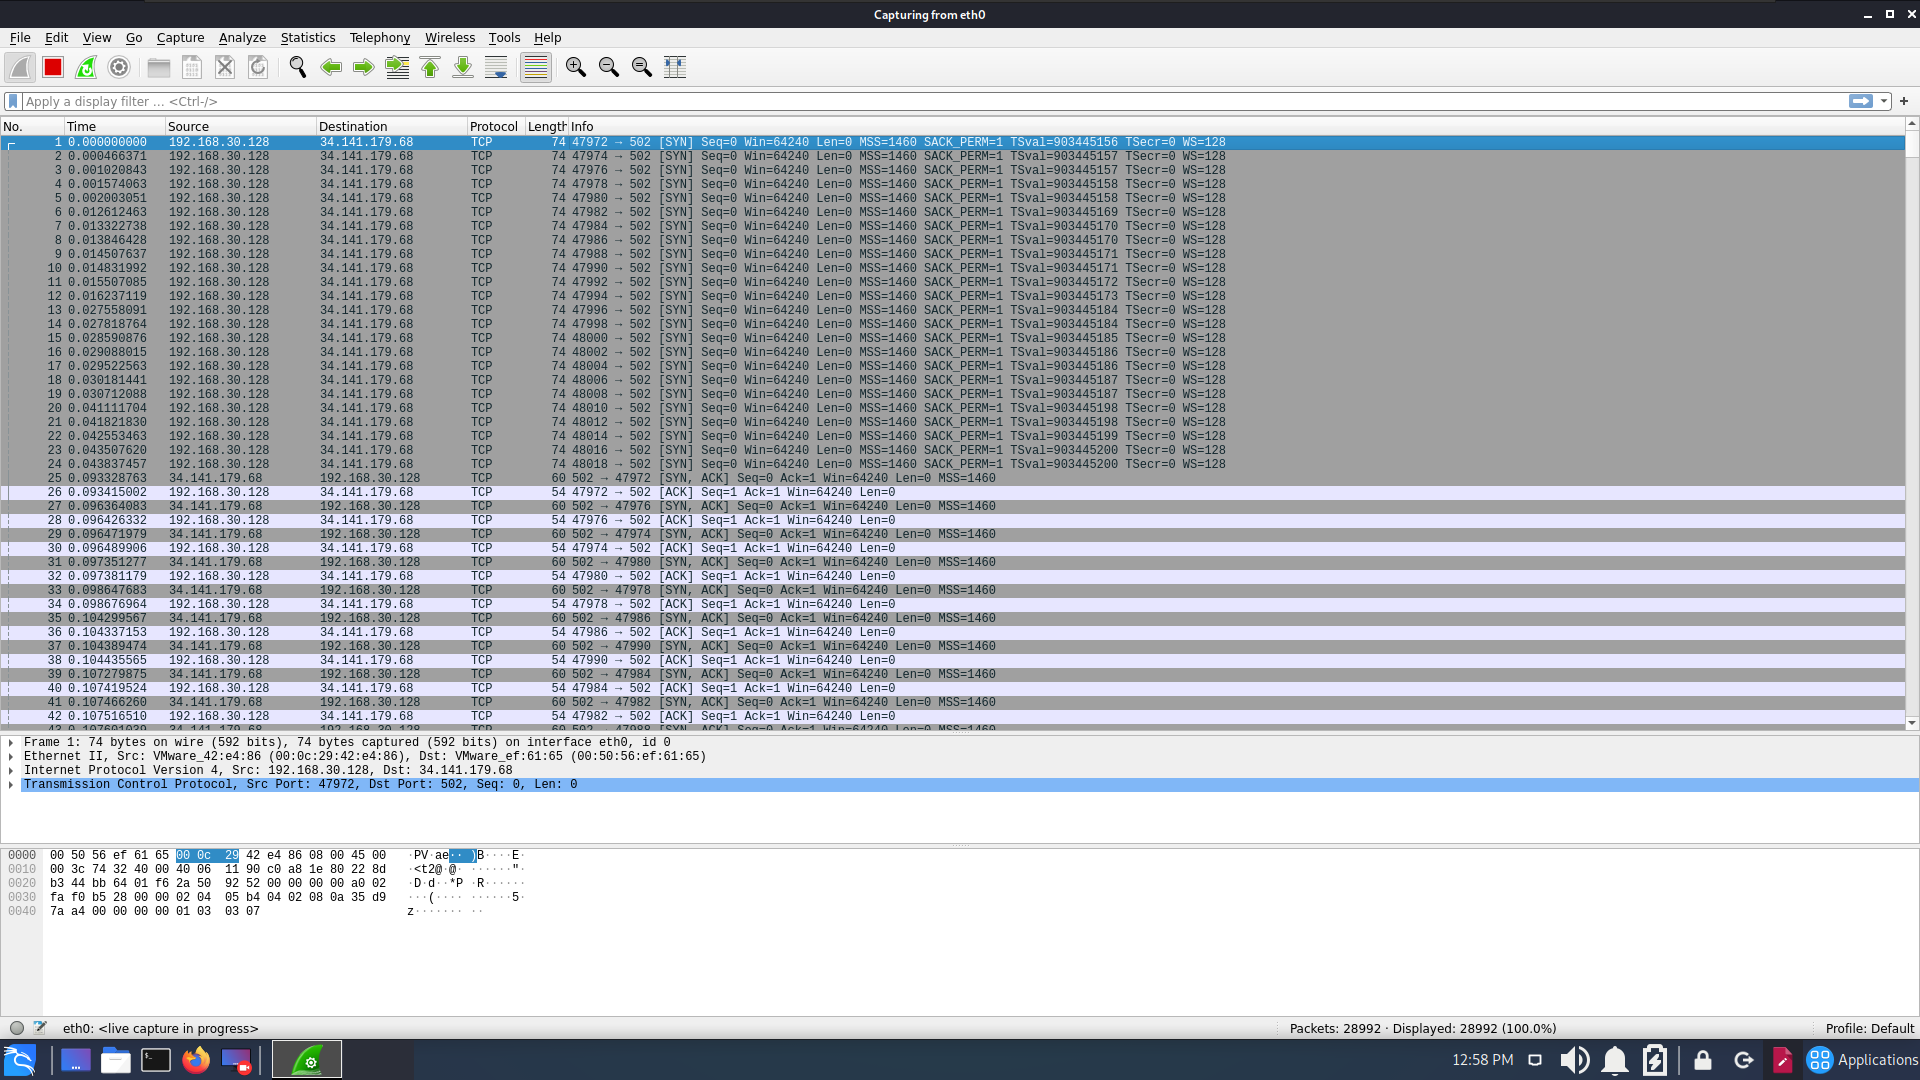 Capturing from eth0
File Edit View Go Capture Analyze Statistics Telephony Wireless Tools Help
Apply a display filter ... <Ctrl-/>
No. Time Source Destination Protocol Length Info
1 0.000000000 192.168.30.128 34.141.179.68 TCP 74 47972 → 502 [SYN] Seq=0 Win=64240 Len=0 MSS=1460 SACK_PERM=1 TSval=903445156 TSecr=0 WS=128
2 0.000466371 192.168.30.128 34.141.179.68 TCP 74 47974 → 502 [SYN] Seq=0 Win=64240 Len=0 MSS=1460 SACK_PERM=1 TSval=903445157 TSecr=0 WS=128
3 0.001020843 192.168.30.128 34.141.179.68 TCP 74 47976 → 502 [SYN] Seq=0 Win=64240 Len=0 MSS=1460 SACK_PERM=1 TSval=903445157 TSecr=0 WS=128
4 0.001574063 192.168.30.128 34.141.179.68 TCP 74 47978 → 502 [SYN] Seq=0 Win=64240 Len=0 MSS=1460 SACK_PERM=1 TSval=903445158 TSecr=0 WS=128
5 0.002003051 192.168.30.128 34.141.179.68 TCP 74 47980 → 502 [SYN] Seq=0 Win=64240 Len=0 MSS=1460 SACK_PERM=1 TSval=903445158 TSecr=0 WS=128
6 0.012612463 192.168.30.128 34.141.179.68 TCP 74 47982 → 502 [SYN] Seq=0 Win=64240 Len=0 MSS=1460 SACK_PERM=1 TSval=903445169 TSecr=0 WS=128
7 0.013322738 192.168.30.128 34.141.179.68 TCP 74 47984 → 502 [SYN] Seq=0 Win=64240 Len=0 MSS=1460 SACK_PERM=1 TSval=903445170 TSecr=0 WS=128
8 0.013846428 192.168.30.128 34.141.179.68 TCP 74 47986 → 502 [SYN] Seq=0 Win=64240 Len=0 MSS=1460 SACK_PERM=1 TSval=903445170 TSecr=0 WS=128
9 0.014507637 192.168.30.128 34.141.179.68 TCP 74 47988 → 502 [SYN] Seq=0 Win=64240 Len=0 MSS=1460 SACK_PERM=1 TSval=903445171 TSecr=0 WS=128
10 0.014831992 192.168.30.128 34.141.179.68 TCP 74 47990 → 502 [SYN] Seq=0 Win=64240 Len=0 MSS=1460 SACK_PERM=1 TSval=903445171 TSecr=0 WS=128
11 0.015507085 192.168.30.128 34.141.179.68 TCP 74 47992 → 502 [SYN] Seq=0 Win=64240 Len=0 MSS=1460 SACK_PERM=1 TSval=903445172 TSecr=0 WS=128
12 0.016237119 192.168.30.128 34.141.179.68 TCP 74 47994 → 502 [SYN] Seq=0 Win=64240 Len=0 MSS=1460 SACK_PERM=1 TSval=903445173 TSecr=0 WS=128
13 0.027558091 192.168.30.128 34.141.179.68 TCP 74 47996 → 502 [SYN] Seq=0 Win=64240 Len=0 MSS=1460 SACK_PERM=1 TSval=903445184 TSecr=0 WS=128
14 0.027818764 192.168.30.128 34.141.179.68 TCP 74 47998 → 502 [SYN] Seq=0 Win=64240 Len=0 MSS=1460 SACK_PERM=1 TSval=903445184 TSecr=0 WS=128
15 0.028590876 192.168.30.128 34.141.179.68 TCP 74 48000 → 502 [SYN] Seq=0 Win=64240 Len=0 MSS=1460 SACK_PERM=1 TSval=903445185 TSecr=0 WS=128
16 0.029088015 192.168.30.128 34.141.179.68 TCP 74 48002 → 502 [SYN] Seq=0 Win=64240 Len=0 MSS=1460 SACK_PERM=1 TSval=903445186 TSecr=0 WS=128
17 0.029522563 192.168.30.128 34.141.179.68 TCP 74 48004 → 502 [SYN] Seq=0 Win=64240 Len=0 MSS=1460 SACK_PERM=1 TSval=903445186 TSecr=0 WS=128
18 0.030181441 192.168.30.128 34.141.179.68 TCP 74 48006 → 502 [SYN] Seq=0 Win=64240 Len=0 MSS=1460 SACK_PERM=1 TSval=903445187 TSecr=0 WS=128
19 0.030712088 192.168.30.128 34.141.179.68 TCP 74 48008 → 502 [SYN] Seq=0 Win=64240 Len=0 MSS=1460 SACK_PERM=1 TSval=903445187 TSecr=0 WS=128
20 0.041111704 192.168.30.128 34.141.179.68 TCP 74 48010 → 502 [SYN] Seq=0 Win=64240 Len=0 MSS=1460 SACK_PERM=1 TSval=903445198 TSecr=0 WS=128
21 0.041821830 192.168.30.128 34.141.179.68 TCP 74 48012 → 502 [SYN] Seq=0 Win=64240 Len=0 MSS=1460 SACK_PERM=1 TSval=903445198 TSecr=0 WS=128
22 0.042553463 192.168.30.128 34.141.179.68 TCP 74 48014 → 502 [SYN] Seq=0 Win=64240 Len=0 MSS=1460 SACK_PERM=1 TSval=903445199 TSecr=0 WS=128
23 0.043507620 192.168.30.128 34.141.179.68 TCP 74 48016 → 502 [SYN] Seq=0 Win=64240 Len=0 MSS=1460 SACK_PERM=1 TSval=903445200 TSecr=0 WS=128
24 0.043837457 192.168.30.128 34.141.179.68 TCP 74 48018 → 502 [SYN] Seq=0 Win=64240 Len=0 MSS=1460 SACK_PERM=1 TSval=903445200 TSecr=0 WS=128
25 0.093328763 34.141.179.68 192.168.30.128 TCP 60 502 → 47972 [SYN, ACK] Seq=0 Ack=1 Win=64240 Len=0 MSS=1460
26 0.093415002 192.168.30.128 34.141.179.68 TCP 54 47972 → 502 [ACK] Seq=1 Ack=1 Win=64240 Len=0
27 0.096364083 34.141.179.68 192.168.30.128 TCP 60 502 → 47976 [SYN, ACK] Seq=0 Ack=1 Win=64240 Len=0 MSS=1460
28 0.096426332 192.168.30.128 34.141.179.68 TCP 54 47976 → 502 [ACK] Seq=1 Ack=1 Win=64240 Len=0
29 0.096471979 34.141.179.68 192.168.30.128 TCP 60 502 → 47974 [SYN, ACK] Seq=0 Ack=1 Win=64240 Len=0 MSS=1460
30 0.096489906 192.168.30.128 34.141.179.68 TCP 54 47974 → 502 [ACK] Seq=1 Ack=1 Win=64240 Len=0
31 0.097351277 34.141.179.68 192.168.30.128 TCP 60 502 → 47980 [SYN, ACK] Seq=0 Ack=1 Win=64240 Len=0 MSS=1460
32 0.097381179 192.168.30.128 34.141.179.68 TCP 54 47980 → 502 [ACK] Seq=1 Ack=1 Win=64240 Len=0
33 0.098647683 34.141.179.68 192.168.30.128 TCP 60 502 → 47978 [SYN, ACK] Seq=0 Ack=1 Win=64240 Len=0 MSS=1460
34 0.098676964 192.168.30.128 34.141.179.68 TCP 54 47978 → 502 [ACK] Seq=1 Ack=1 Win=64240 Len=0
35 0.104299567 34.141.179.68 192.168.30.128 TCP 60 502 → 47986 [SYN, ACK] Seq=0 Ack=1 Win=64240 Len=0 MSS=1460
36 0.104337153 192.168.30.128 34.141.179.68 TCP 54 47986 → 502 [ACK] Seq=1 Ack=1 Win=64240 Len=0
37 0.104389474 34.141.179.68 192.168.30.128 TCP 60 502 → 47990 [SYN, ACK] Seq=0 Ack=1 Win=64240 Len=0 MSS=1460
38 0.104435565 192.168.30.128 34.141.179.68 TCP 54 47990 → 502 [ACK] Seq=1 Ack=1 Win=64240 Len=0
39 0.107279875 34.141.179.68 192.168.30.128 TCP 60 502 → 47984 [SYN, ACK] Seq=0 Ack=1 Win=64240 Len=0 MSS=1460
40 0.107419524 192.168.30.128 34.141.179.68 TCP 54 47984 → 502 [ACK] Seq=1 Ack=1 Win=64240 Len=0
41 0.107466260 34.141.179.68 192.168.30.128 TCP 60 502 → 47982 [SYN, ACK] Seq=0 Ack=1 Win=64240 Len=0 MSS=1460
42 0.107516510 192.168.30.128 34.141.179.68 TCP 54 47982 → 502 [ACK] Seq=1 Ack=1 Win=64240 Len=0
Frame 1: 74 bytes on wire (592 bits), 74 bytes captured (592 bits) on interface eth0, id 0
Ethernet II, Src: VMware_42:e4:86 (00:0c:29:42:e4:86), Dst: VMware_ef:61:65 (00:50:56:ef:61:65)
Internet Protocol Version 4, Src: 192.168.30.128, Dst: 34.141.179.68
Transmission Control Protocol, Src Port: 47972, Dst Port: 502, Seq: 0, Len: 0
0000 00 50 56 ef 61 65 00 0c 29 42 e4 86 08 00 45 00 ·PV·ae·· )B····E·
0010 00 3c 74 32 40 00 40 06 11 90 c0 a8 1e 80 22 8d ·<t2@·@· ······"·
0020 b3 44 bb 64 01 f6 2a 50 92 52 00 00 00 00 a0 02 ·D·d··*P ·R······
0030 fa f0 b5 28 00 00 02 04 05 b4 04 02 08 0a 35 d9 ···(···· ······5·
0040 7a a4 00 00 00 00 01 03 03 07 z······· ··
eth0: <live capture in progress> Packets: 28992 · Displayed: 28992 (100.0%) Profile: Default
12:58 PM Applications